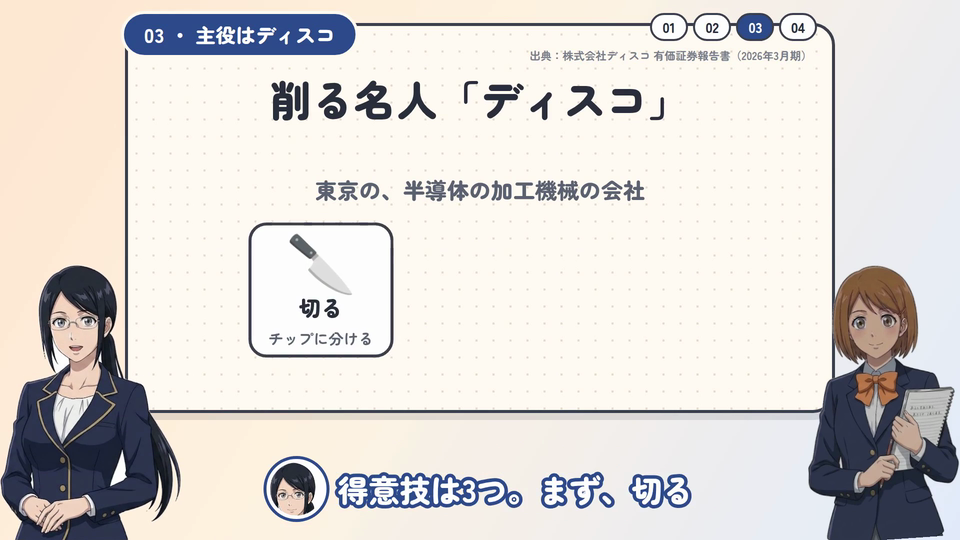 03 ・ 主役はディスコ
01 02 03 04
出典：株式会社ディスコ 有価証券報告書（2026年3月期）
削る名人「ディスコ」
東京の、半導体の加工機械の会社
切る
チップに分ける
得意技は3つ。まず、切る